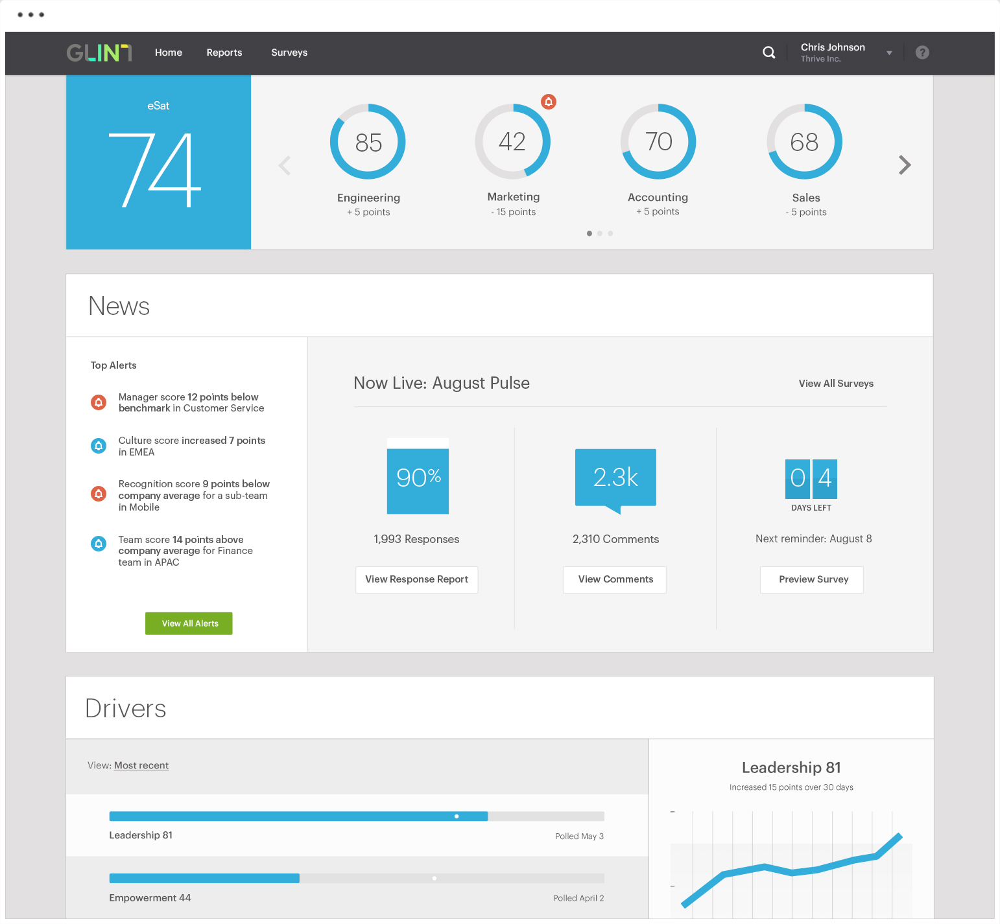 GLINT
Home
Reports
Surveys
Chris Johnson
Thrive Inc.
?
eSat
74
85
Engineering
+ 5 points
42
Marketing
- 15 points
70
Accounting
+ 5 points
68
Sales
- 5 points
News
Top Alerts
Manager score 12 points below
benchmark in Customer Service
Culture score increased 7 points
in EMEA
Recognition score 9 points below
company average for a sub-team
in Mobile
Team score 14 points above
company average for Finance
team in APAC
View All Alerts
Now Live: August Pulse
View All Surveys
90%
1,993 Responses
View Response Report
2.3k
2,310 Comments
View Comments
04
DAYS LEFT
Next reminder: August 8
Preview Survey
Drivers
View: Most recent
Leadership 81
Polled May 3
Empowerment 44
Polled April 2
Leadership 81
Increased 15 points over 30 days